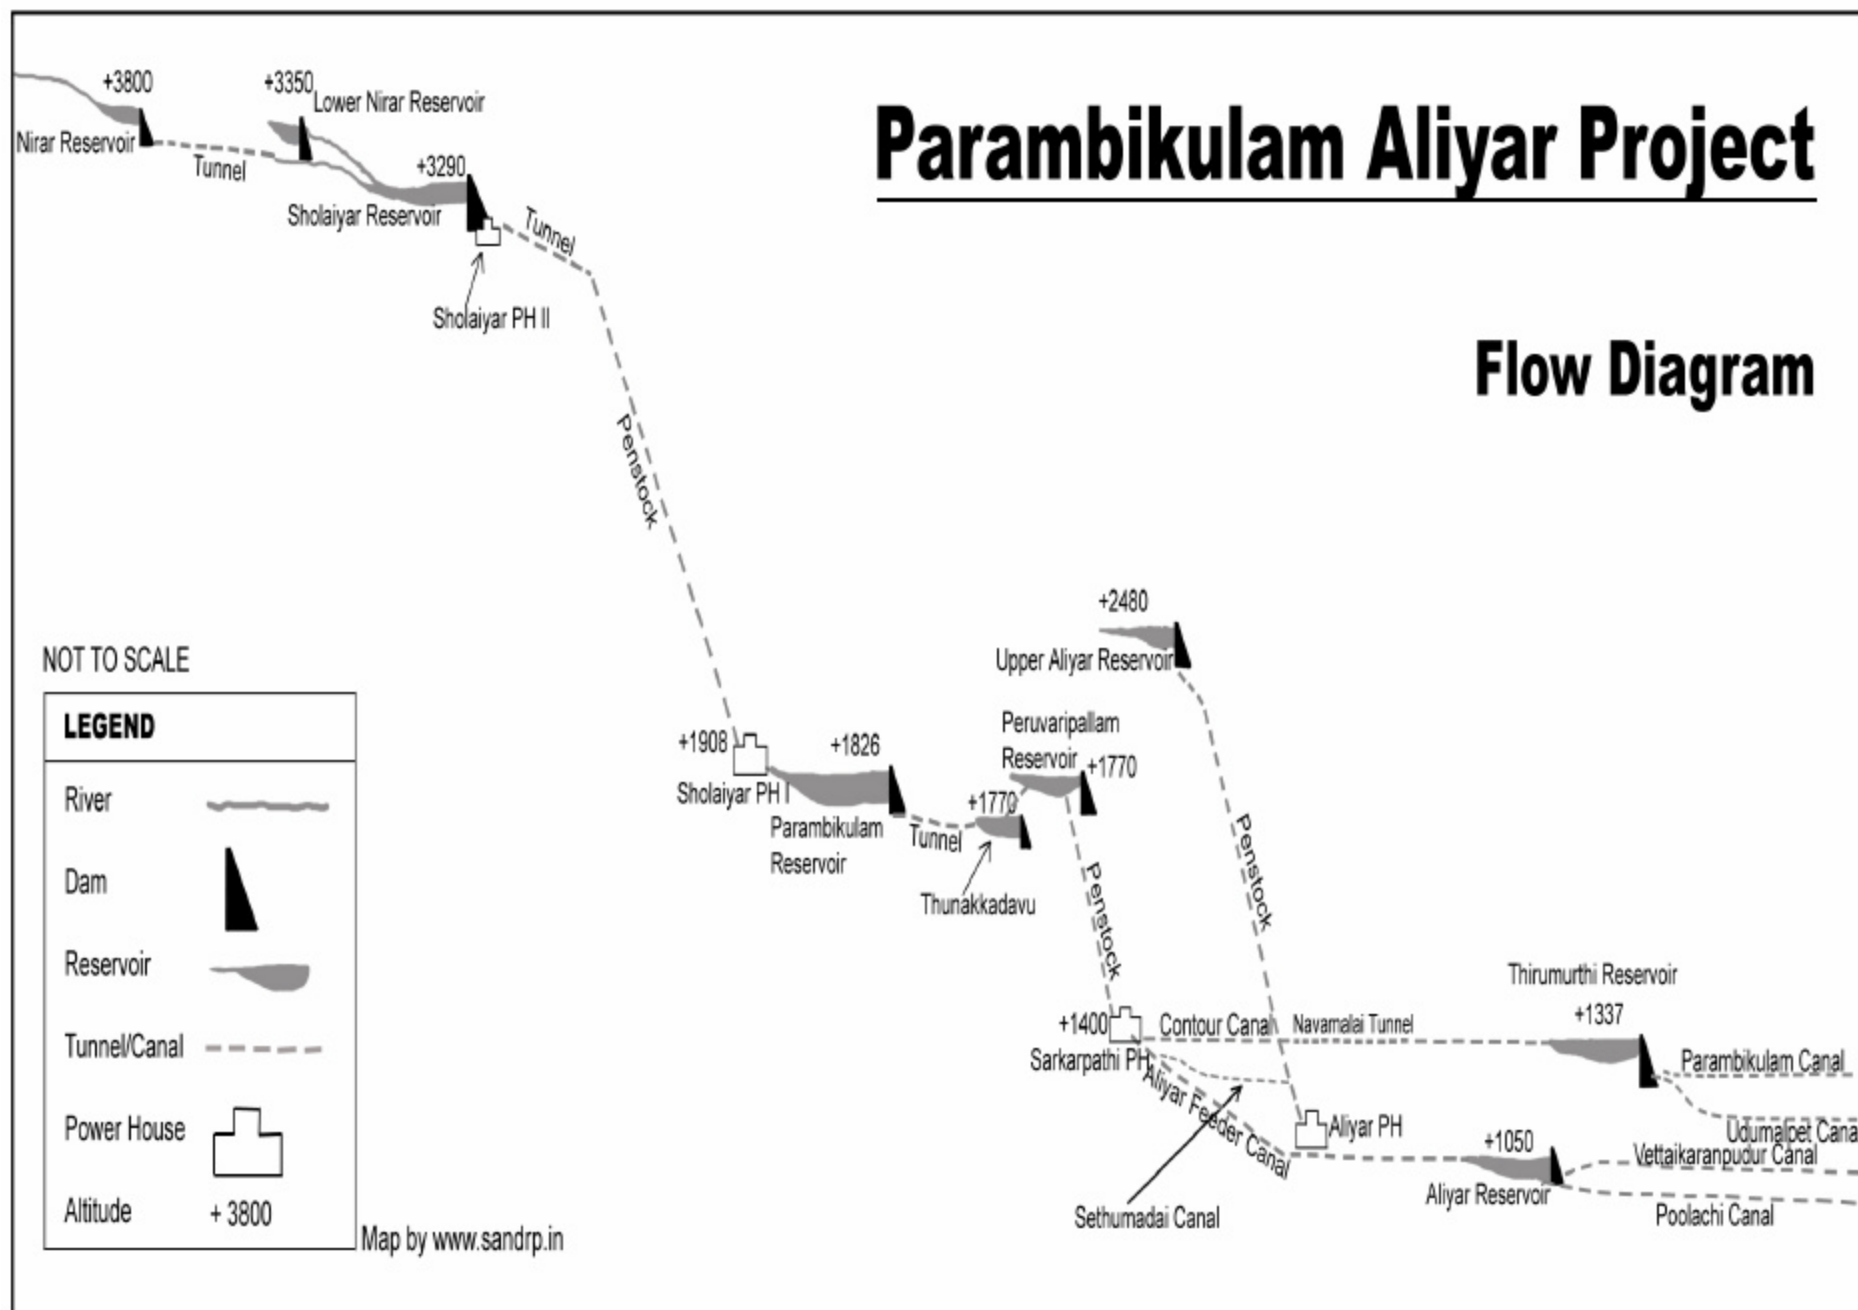 Parambikulam Aliyar Project
Flow Diagram
+3800
Nirar Reservoir
Tunnel
+3350
Lower Nirar Reservoir
+3290
Sholaiyar Reservoir
Tunnel
Sholaiyar PH II
Penstock
+2480
Upper Aliyar Reservoir
+1908
Sholaiyar PH I
+1826
Parambikulam
Reservoir
Tunnel
+1770
Thunakkadavu
Peruvaripallam
Reservoir
+1770
Penstock
Penstock
+1400
Sarkarpathi PH
Contour Canal
Navamalai Tunnel
Thirumurthi Reservoir
+1337
Parambikulam Canal
Udumalpet Cana
Aliyar Feeder Canal
Aliyar PH
Sethumadai Canal
+1050
Aliyar Reservoir
Vettaikaranpudur Canal
Poolachi Canal
NOT TO SCALE
LEGEND
River
Dam
Reservoir
Tunnel/Canal
Power House
Altitude + 3800
Map by www.sandrp.in